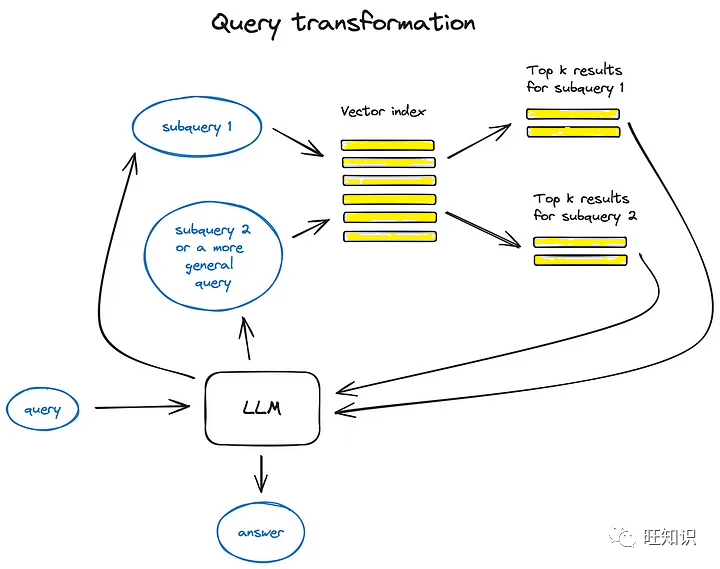 Query transformation
Top k results
for subquery 1
Vector index
subquery 1
Top k results
for subquery 2
subquery 2
or a more
general
query
query
LLM
answer
旺知识